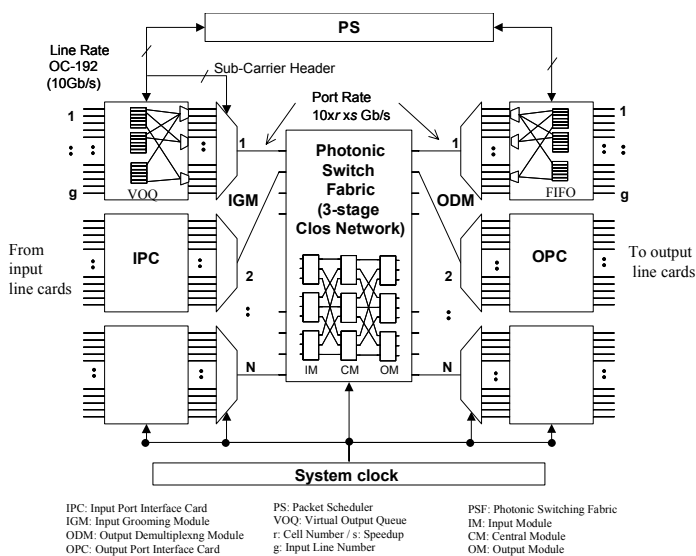 PS
Line Rate
OC-192
(10Gb/s)
Sub-Carrier Header
Port Rate
10xr xs Gb/s
1
g
VOQ
1
IGM
Photonic
Switch
Fabric
(3-stage
Clos Network)
1
ODM
FIFO
1
g
From
input
line cards
IPC
2
2
OPC
To output
line cards
N
IM
CM
OM
N
System clock
IPC: Input Port Interface Card
IGM: Input Grooming Module
ODM: Output Demultiplexng Module
OPC: Output Port Interface Card
PS: Packet Scheduler
VOQ: Virtual Output Queue
r: Cell Number / s: Speedup
g: Input Line Number
PSF: Photonic Switching Fabric
IM: Input Module
CM: Central Module
OM: Output Module